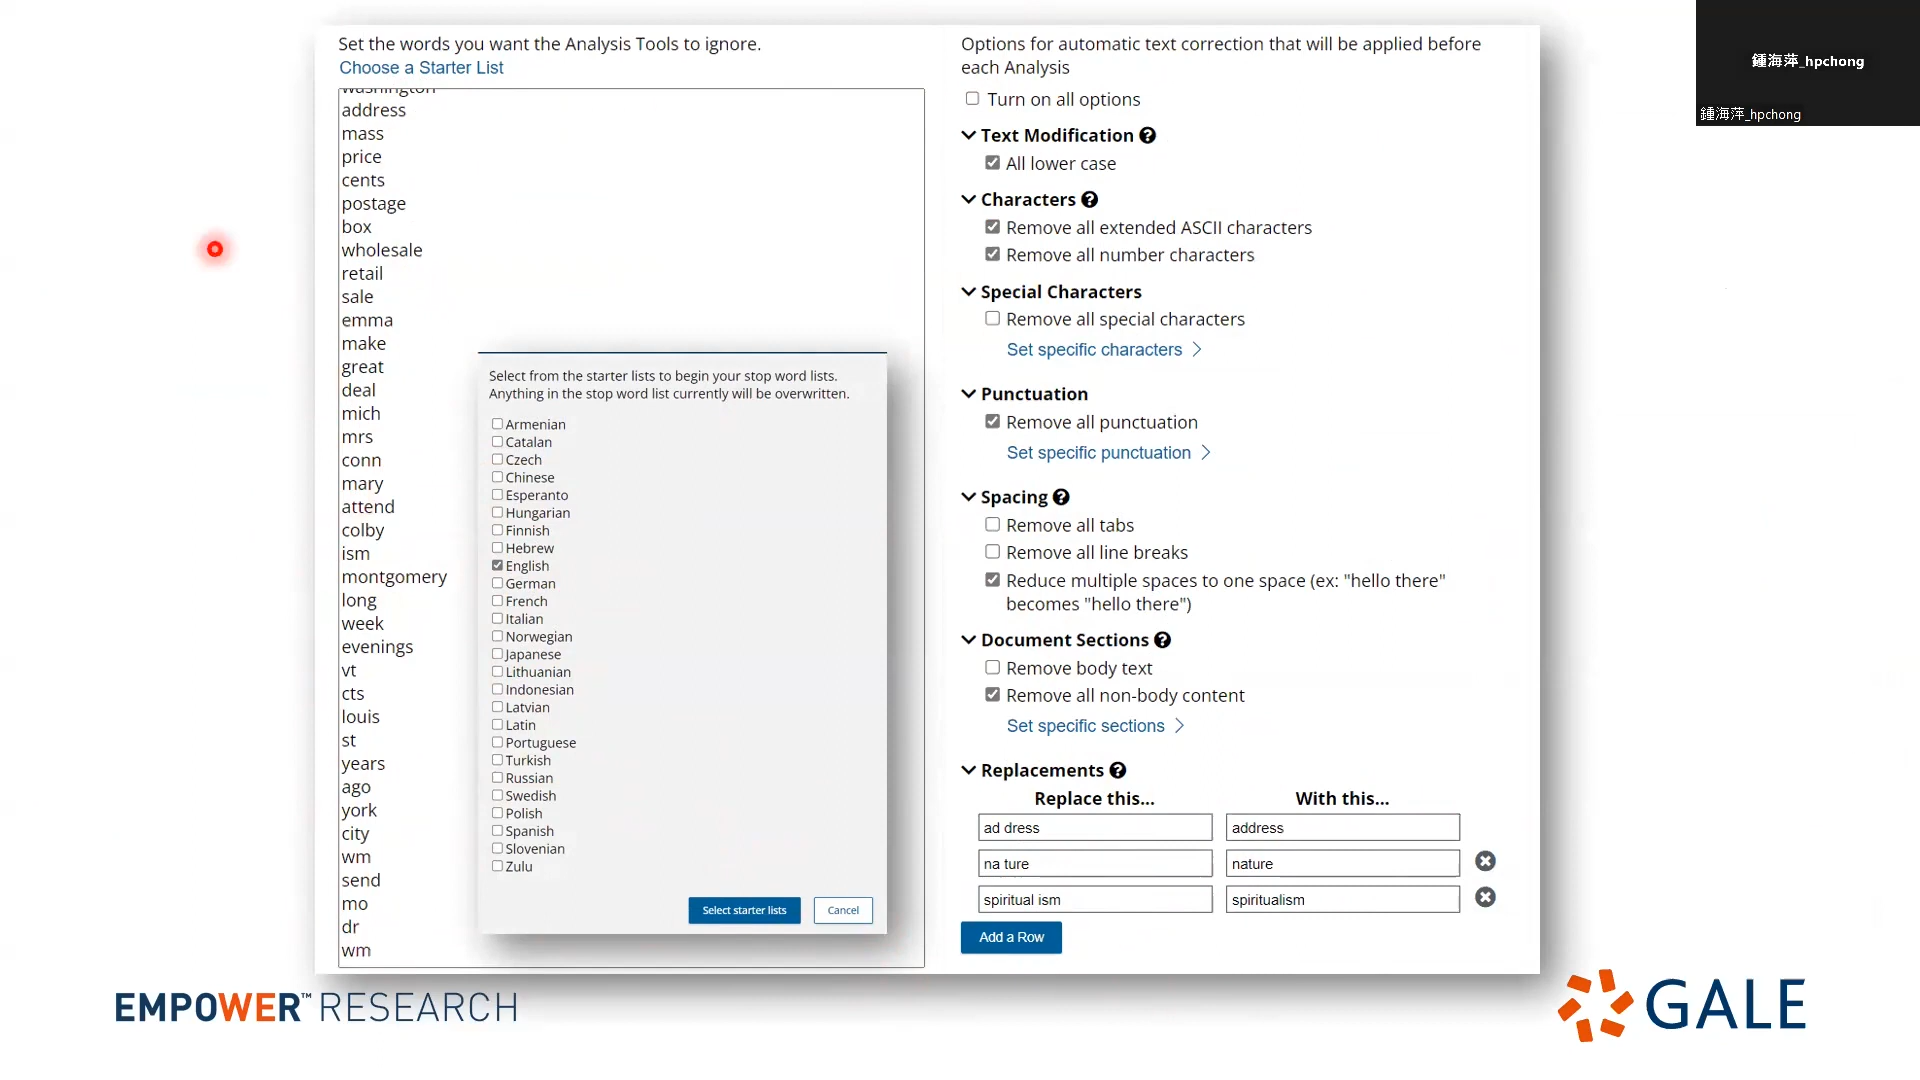 Set the words you want the Analysis Tools to ignore.
Choose a Starter List
washington
address
mass
price
cents
postage
box
wholesale
retail
sale
emma
make
great
deal
mich
mrs
conn
mary
attend
colby
ism
montgomery
long
week
evenings
vt
cts
louis
st
years
ago
york
city
wm
send
mo
dr
wm
Select from the starter lists to begin your stop word lists.
Anything in the stop word list currently will be overwritten.
Armenian
Catalan
Czech
Chinese
Esperanto
Hungarian
Finnish
Hebrew
English
German
French
Italian
Norwegian
Japanese
Lithuanian
Indonesian
Latvian
Latin
Portuguese
Turkish
Russian
Swedish
Polish
Spanish
Slovenian
Zulu
Select starter lists
Cancel
Options for automatic text correction that will be applied before
each Analysis
Turn on all options
Text Modification
All lower case
Characters
Remove all extended ASCII characters
Remove all number characters
Special Characters
Remove all special characters
Set specific characters
Punctuation
Remove all punctuation
Set specific punctuation
Spacing
Remove all tabs
Remove all line breaks
Reduce multiple spaces to one space (ex: "hello there"
becomes "hello there")
Document Sections
Remove body text
Remove all non-body content
Set specific sections
Replacements
Replace this... With this...
ad dress address
na ture nature
spiritual ism spiritualism
Add a Row
鍾海萍_hpchong
鍾海萍_hpchong
EMPOWER™ RESEARCH
GALE